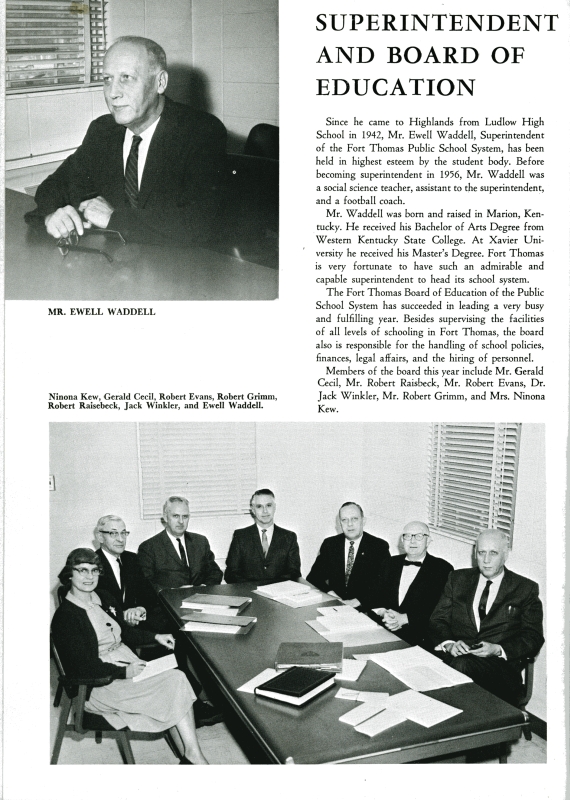 SUPERINTENDENT
AND BOARD OF
EDUCATION
Since he came to Highlands from Ludlow High
School in 1942, Mr. Ewell Waddell, Superintendent
of the Fort Thomas Public School System, has been
held in highest esteem by the student body. Before
becoming superintendent in 1956, Mr. Waddell was
a social science teacher, assistant to the superintendent,
and a football coach.
Mr. Waddell was born and raised in Marion, Ken-
tucky. He received his Bachelor of Arts Degree from
Western Kentucky State College. At Xavier Uni-
versity he received his Master's Degree. Fort Thomas
is very fortunate to have such an admirable and
capable superintendent to head its school system.
The Fort Thomas Board of Education of the Public
School System has succeeded in leading a very busy
and fulfilling year. Besides supervising the facilities
of all levels of schooling in Fort Thomas, the board
also is responsible for the handling of school policies,
finances, legal affairs, and the hiring of personnel.
Members of the board this year include Mr. Gerald
Cecil, Mr. Robert Raisbeck, Mr. Robert Evans, Dr.
Jack Winkler, Mr. Robert Grimm, and Mrs. Ninona
Kew.
MR. EWELL WADDELL
Ninona Kew, Gerald Cecil, Robert Evans, Robert Grimm,
Robert Raisebeck, Jack Winkler, and Ewell Waddell.